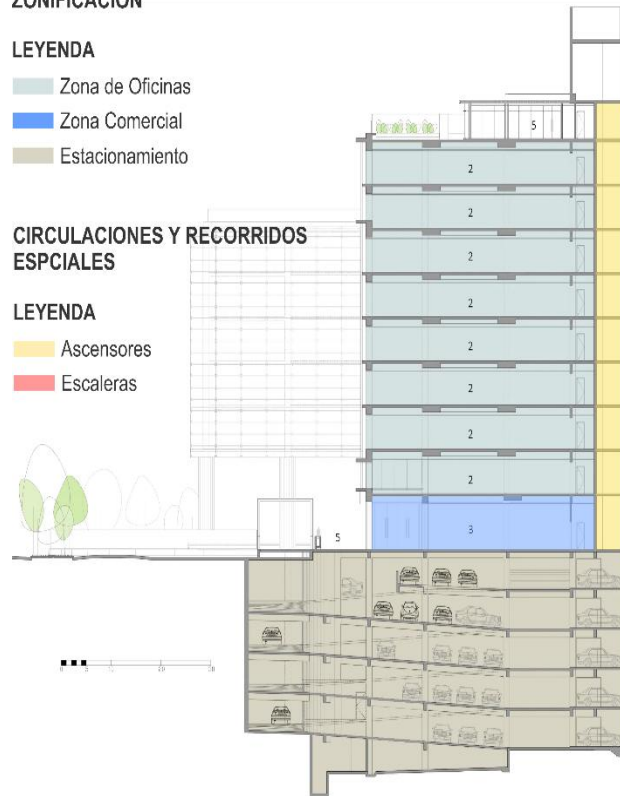 ZONIFICACIÓN
LEYENDA
Zona de Oficinas
Zona Comercial
Estacionamiento
CIRCULACIONES Y RECORRIDOS
ESPCIALES
LEYENDA
Ascensores
Escaleras
5
2
2
2
2
2
2
2
2
3
5